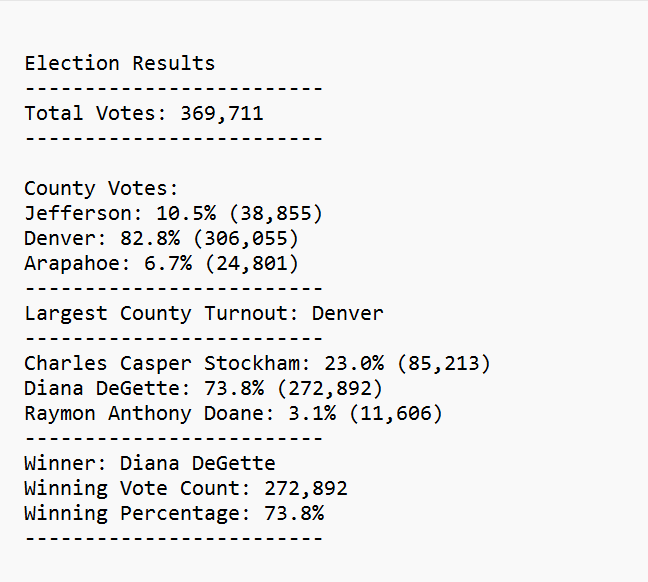 Election Results
-------------------------
Total Votes: 369,711
-------------------------
County Votes:
Jefferson: 10.5% (38,855)
Denver: 82.8% (306,055)
Arapahoe: 6.7% (24,801)
-------------------------
Largest County Turnout: Denver
-------------------------
Charles Casper Stockham: 23.0% (85,213)
Diana DeGette: 73.8% (272,892)
Raymon Anthony Doane: 3.1% (11,606)
-------------------------
Winner: Diana DeGette
Winning Vote Count: 272,892
Winning Percentage: 73.8%
-------------------------